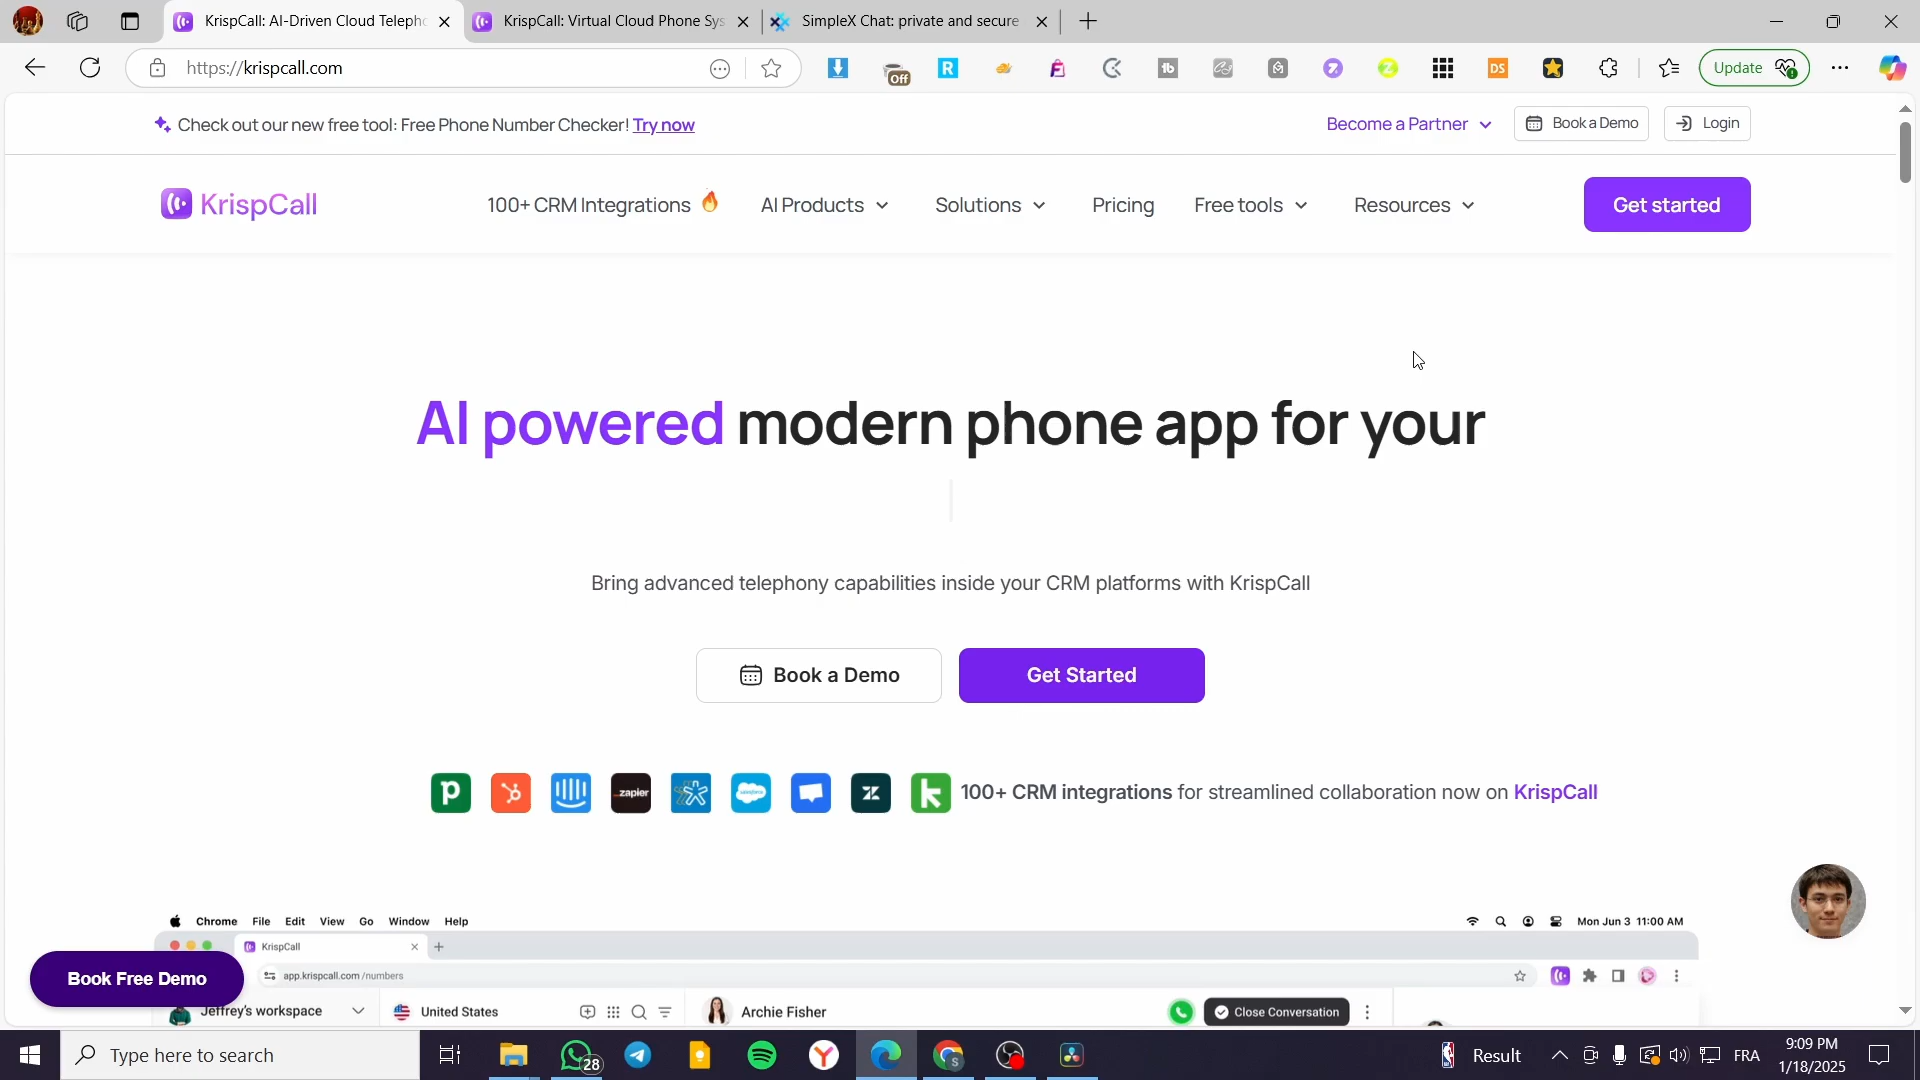 KrispCall: AI-Driven Cloud Telepho
KrispCall: Virtual Cloud Phone Sys
SimpleX Chat: private and secure
https://krispcall.com
Off
R
1b
DS
Update
Check out our new free tool: Free Phone Number Checker! Try now
Become a Partner
Book a Demo
Login
KrispCall
100+ CRM Integrations
AI Products
Solutions
Pricing
Free tools
Resources
Get started
AI powered modern phone app for your
Bring advanced telephony capabilities inside your CRM platforms with KrispCall
Book a Demo
Get Started
zapier
salesforce
100+ CRM integrations for streamlined collaboration now on KrispCall
Chrome File Edit View Go Window Help
Mon Jun 3 11:00 AM
KrispCall
app.krispcall.com/numbers
Book Free Demo
Jeffrey's workspace
United States
Archie Fisher
Close Conversation
Type here to search
28
Result
FRA
9:09 PM
1/18/2025